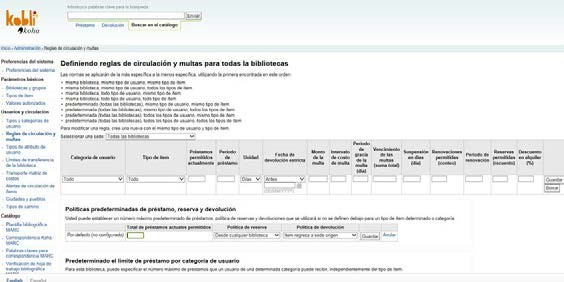 Introduzca palabras clave para la búsqueda:
kobli
koha
Enviar
Préstamo Devolución Buscar en el catálogo
Inicio › Administración › Reglas de circulación y multas
Preferencias del sistema
Preferencias del sistema
Parámetros básicos
Bibliotecas y grupos
Tipos de ítem
Valores autorizados
Usuarios y circulación
Tipos y categorías de usuario
Reglas de circulación y multas
Tipos de atributo de usuario
Límites de transferencia de la biblioteca
Transporte matriz de costos
Alertas de circulación de ítems
Ciudades y pueblos
Tipos de camino
Catálogo
Plantilla bibliográfica MARC
Correspondencia Koha - MARC
Palabras claves para correspondencia MARC
Verificación de hoja de trabajo bibliográfica MARC
English Español
Definiendo reglas de circulación y multas para todas la bibliotecas
Las normas se aplicarán de la más específica a la menos específica, utilizando la primera encontrada en este orden:
misma biblioteca, mismo tipo de usuario, mismo tipo de ítem
misma biblioteca, mismo tipo de usuario, todos los tipos de ítem
misma biblioteca, todo tipo de usuario, mismo tipo de ítem
misma biblioteca, todo tipo de usuario, todo tipo de ítem
predeterminado (todas las bibliotecas), mismo tipo de usuario, mismo tipo de ítem
predeterminado (todas las bibliotecas), mismo tipo de usuario, todos los tipos de ítem
predeterminado (todas las bibliotecas), todos los tipos de usuario, mismo tipo de ítem
predeterminado (todas las bibliotecas), todos los tipos de usuario, todos los tipos de ítem
Para modificar una regla, cree una nueva con el mismo tipo de usuario y tipo de ítem.
Seleccionar una sede: Todas las bibliotecas
Categoría de usuario Tipo de ítem Préstamos permitidos actualmente Período de préstamo Unidad Fecha de devolución estricta Monto de la multa Intervalo de costo de multa Período de gracia de la multa (día) Vencimiento de las multas (suma total) Suspensión en días (día) Renovaciones permitidas (conteo) Período de renovación Reservas permitidas (recuento) Descuento en alquiler (%)
Todo Todo Días Antes Guardar
Borrar
Políticas predeterminadas de préstamo, reserva y devolución
Usted puede establecer un número máximo predeterminado de préstamos, política de reservas y devoluciones que se utilizará si no se definen debajo para un tipo de ítem determinado o categoría.
Total de préstamos actuales permitidos Política de reserva Política de devolución
Por defecto (no configurado) Desde cualquier biblioteca Ítem regresa a sede origen Guardar Anular
Predeterminado el límite de préstamo por categoría de usuario
Para esta biblioteca, puede especificar el número máximo de préstamos que un usuario de una determinada categoría puede recibir, independientemente del tipo de ítem.